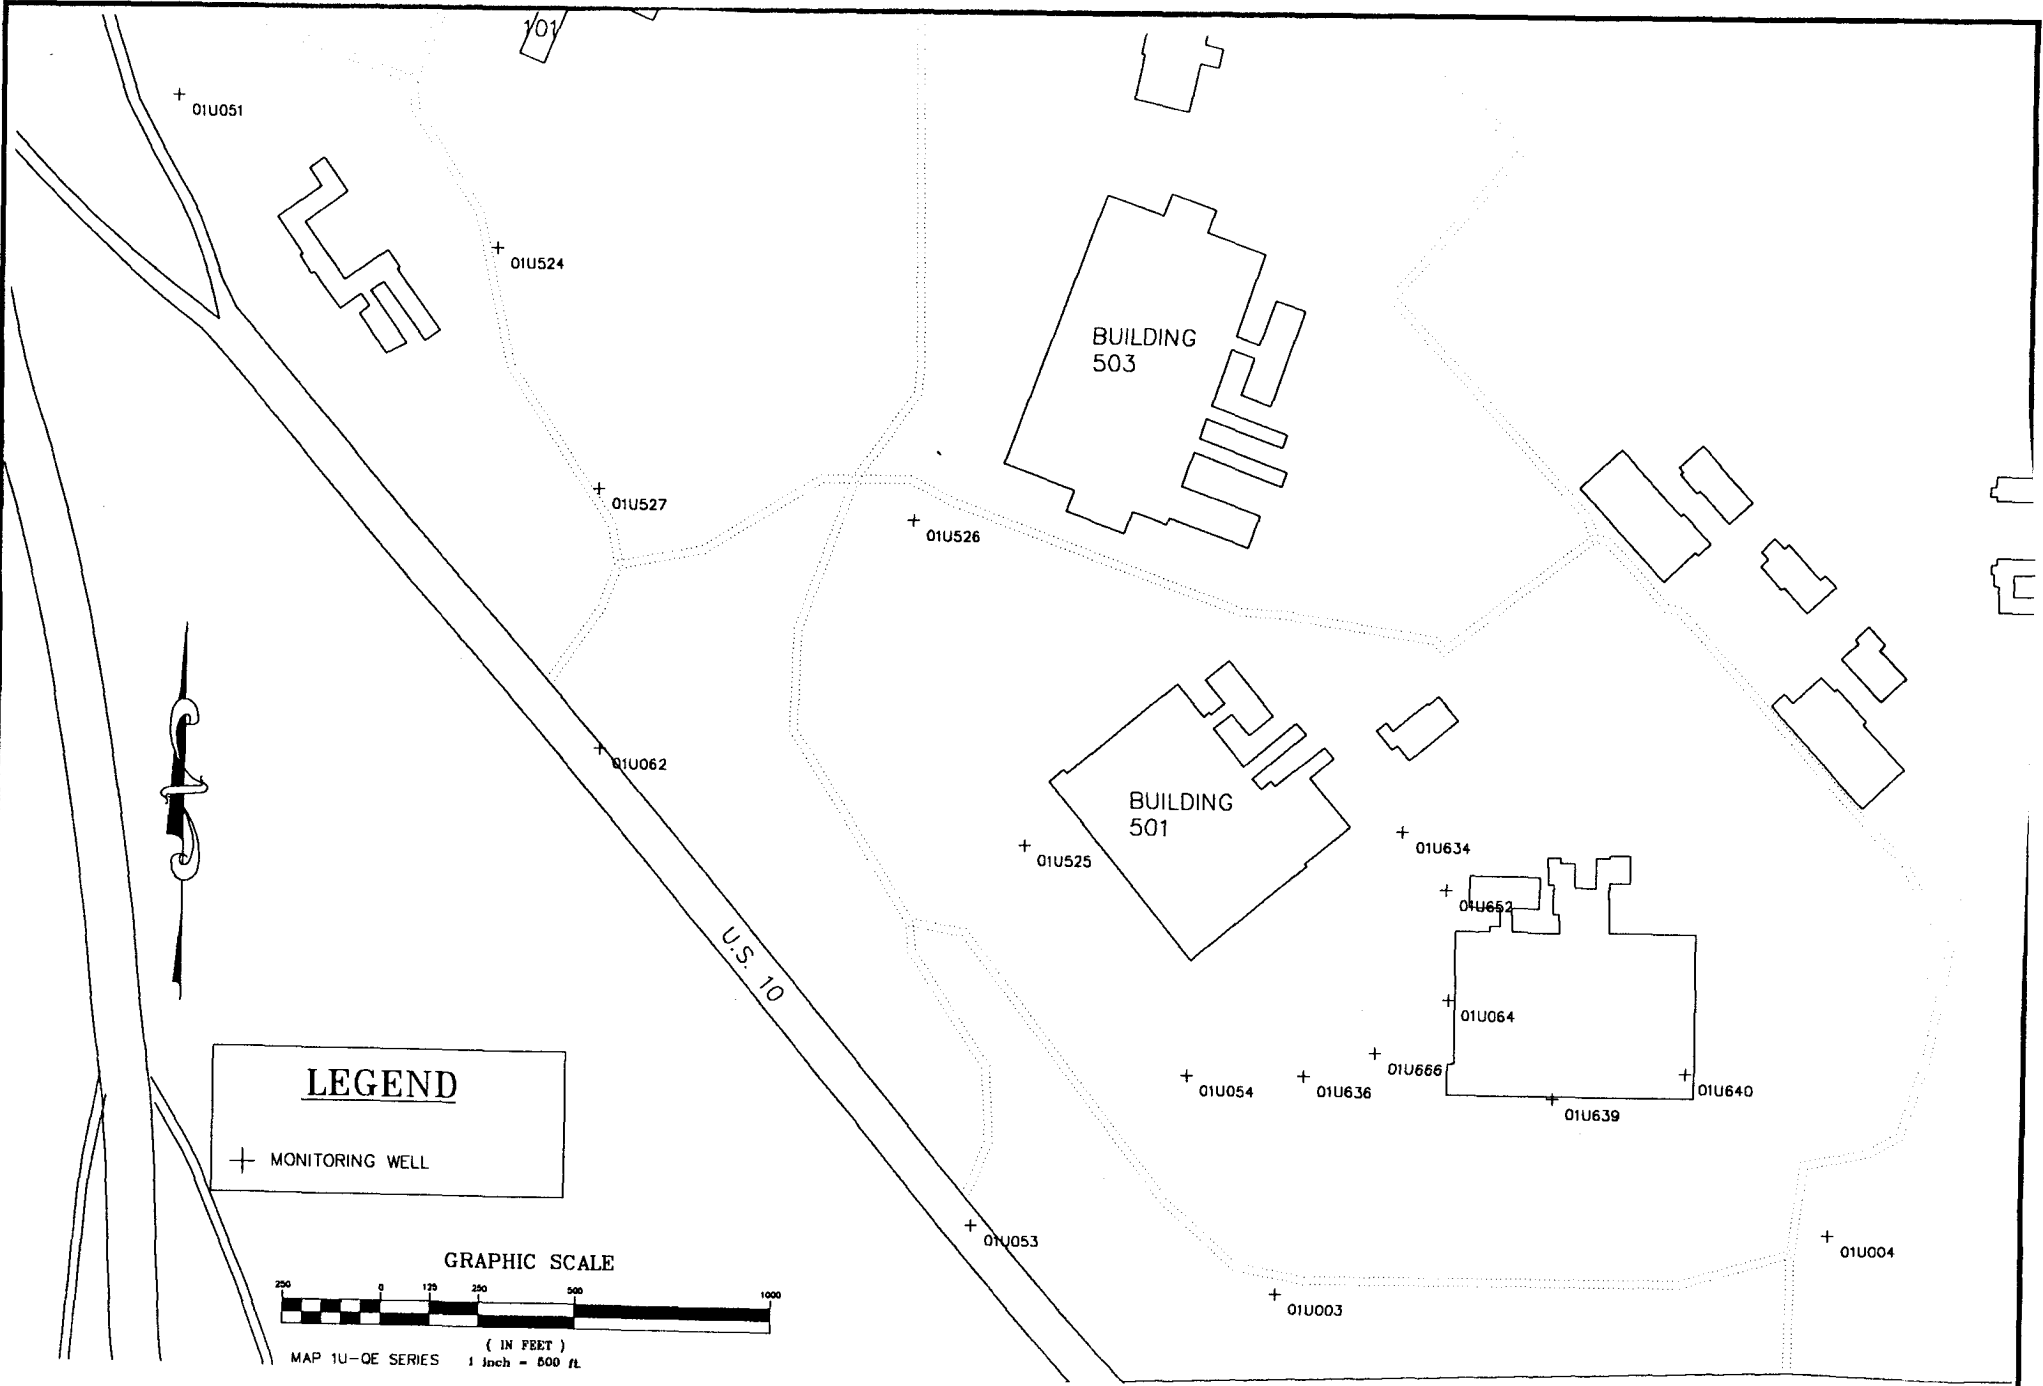 101
01U051
01U524
BUILDING
503
01U527
01U526
01U062
BUILDING
501
01U634
01U525
01U652
U.S. 10
01U064
01U666
01U054
01U636
01U640
01U639
LEGEND
MONITORING WELL
01U053
01U004
01U003
GRAPHIC SCALE
250 0 125 250 500 1000
( IN FEET )
1 inch = 500 ft.
MAP 1U-QE SERIES